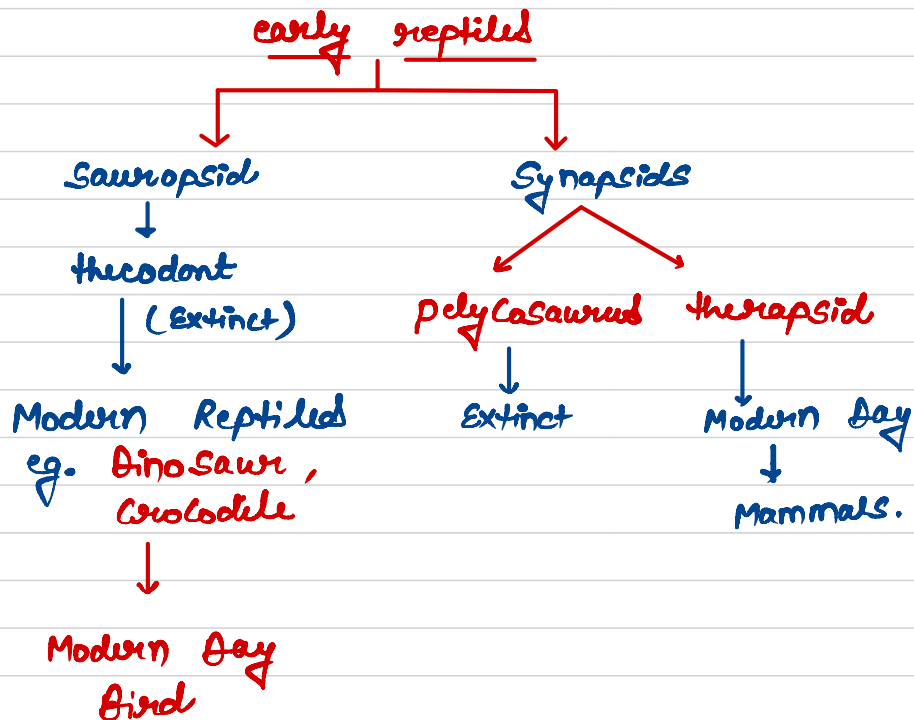 early reptiles
Sauropsid
Synapsids
thecodont
(Extinct)
pelycosaurus
therapsid
Modern Reptiles
Extinct
Modern Day
eg. Dinosaur,
Crocodile
Mammals.
Modern Day
Bird